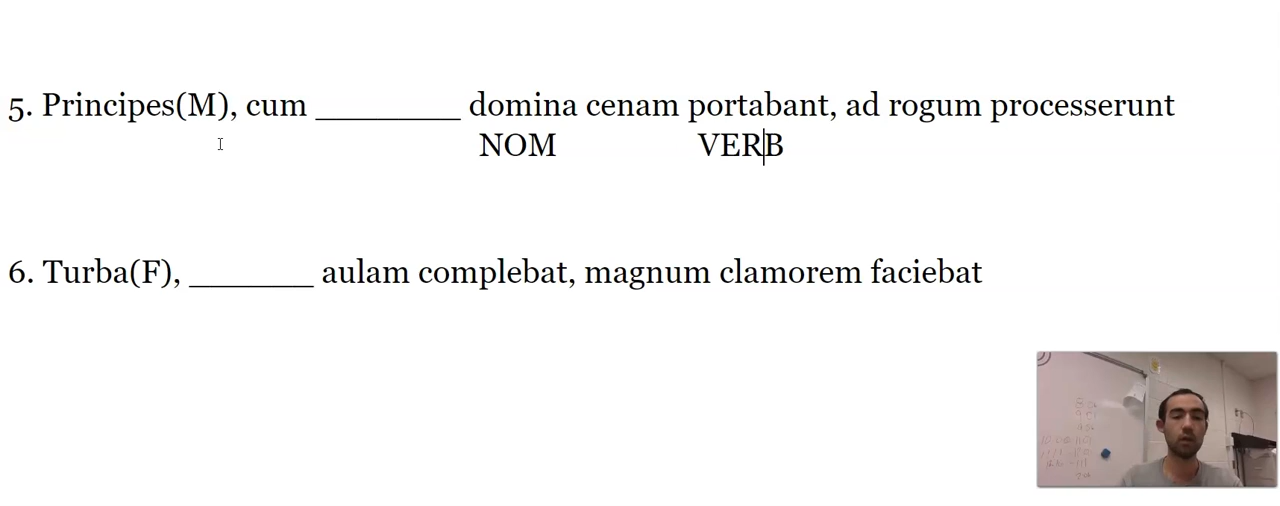 5. Principes(M), cum ________ domina cenam portabant, ad rogum processerunt
NOM VERB
6. Turba(F), _______ aulam complebat, magnum clamorem faciebat